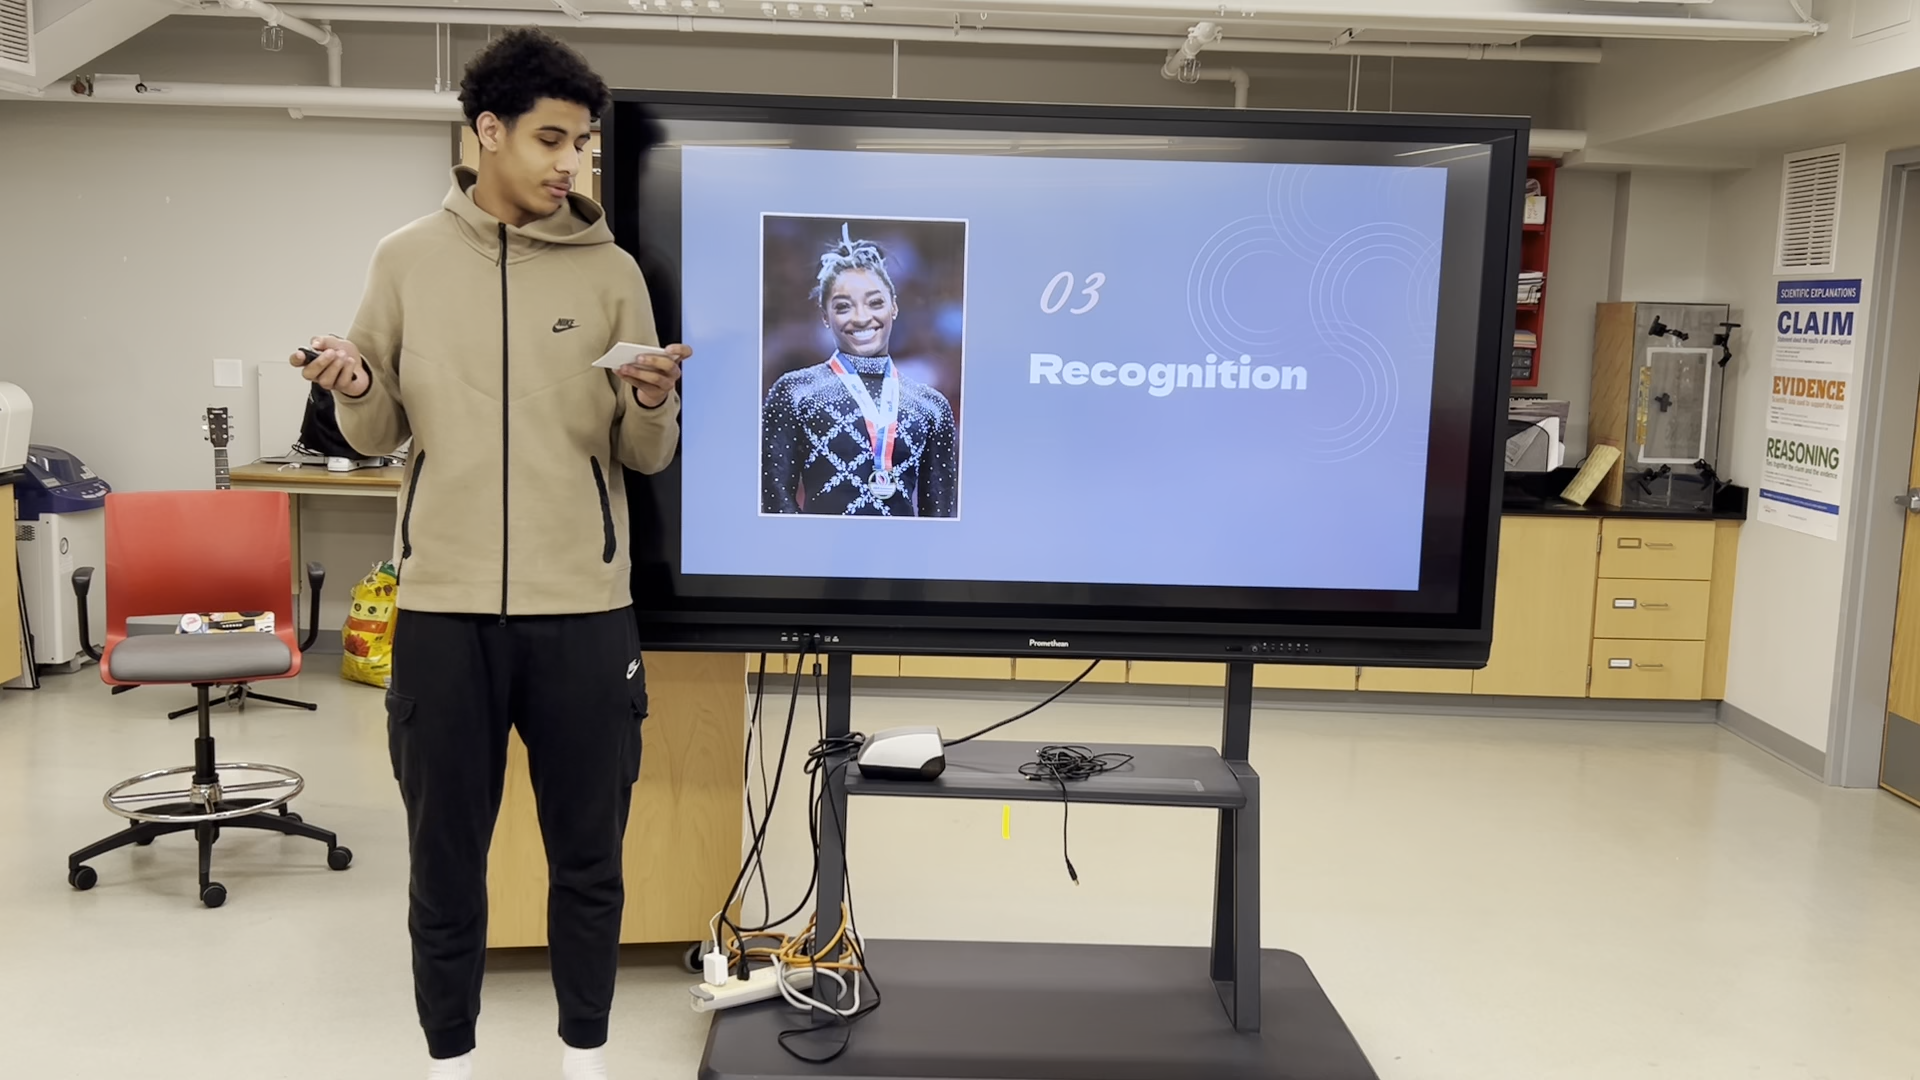 03
Recognition
NIKE
Promethean
SCIENTIFIC EXPLANATIONS
CLAIM
EVIDENCE
REASONING